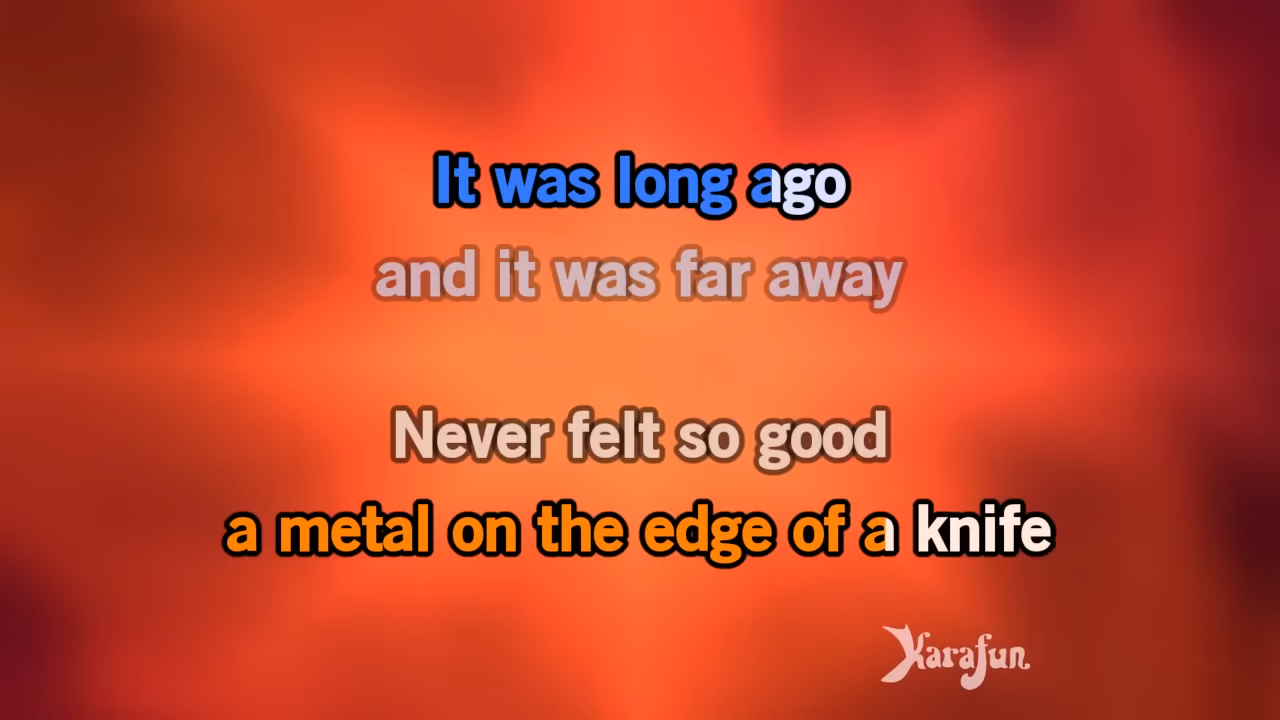 It was long ago
and it was far away
Never felt so good
a metal on the edge of a knife
Karafun